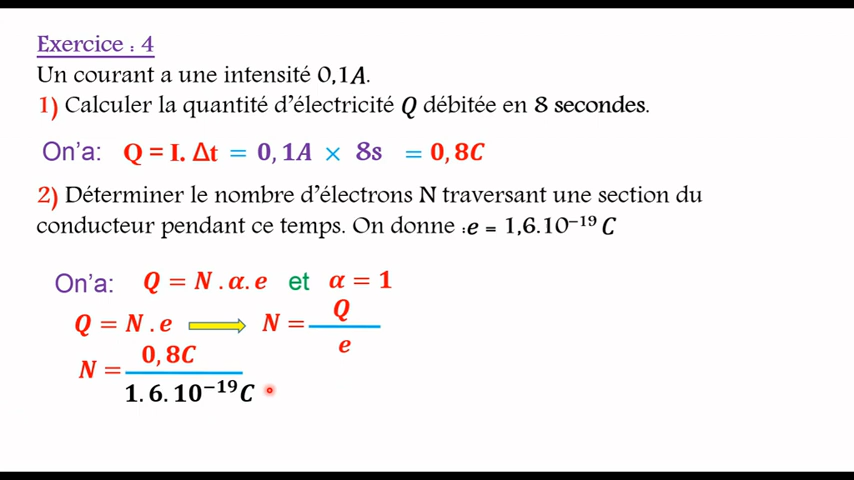 Exercice : 4
Un courant a une intensité 0,1A.
1) Calculer la quantité d'électricité Q débitée en 8 secondes.
On'a: Q = I. Δt = 0,1A × 8s = 0,8C
2) Déterminer le nombre d'électrons N traversant une section du
conducteur pendant ce temps. On donne :e = 1,6.10⁻¹⁹ C
On'a: Q = N . α. e et α = 1
Q = N . e N = Q / e
N = 0,8C / 1.6.10⁻¹⁹C